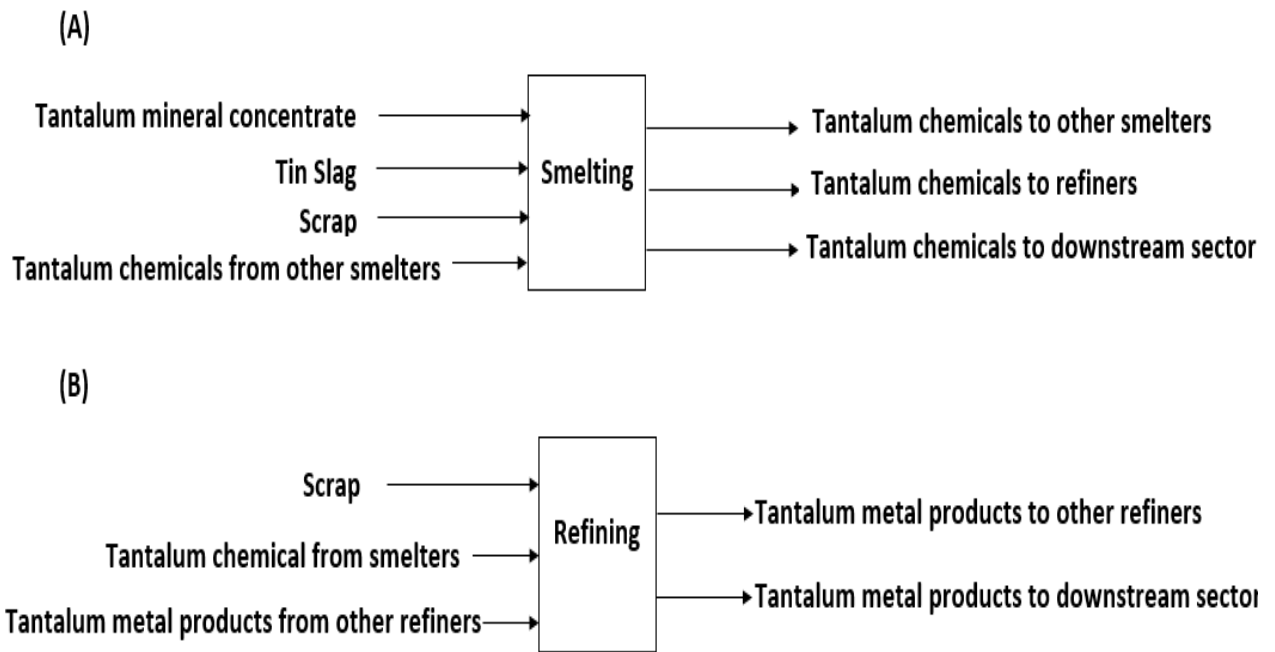 (A)
Tantalum mineral concentrate
Tin Slag
Scrap
Tantalum chemicals from other smelters
Smelting
Tantalum chemicals to other smelters
Tantalum chemicals to refiners
Tantalum chemicals to downstream sector
(B)
Scrap
Tantalum chemical from smelters
Tantalum metal products from other refiners
Refining
Tantalum metal products to other refiners
Tantalum metal products to downstream sector